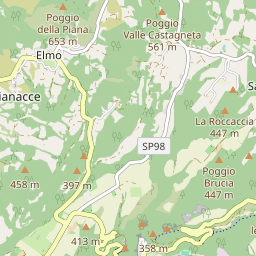 Poggio
della Piana
653 m
Poggio
Valle Castagneta
561 m
Elmo
ianacce
Sa
La Roccaccia
447 m
SP98
Poggio
Brucia
447 m
458 m
397 m
413 m
358 m